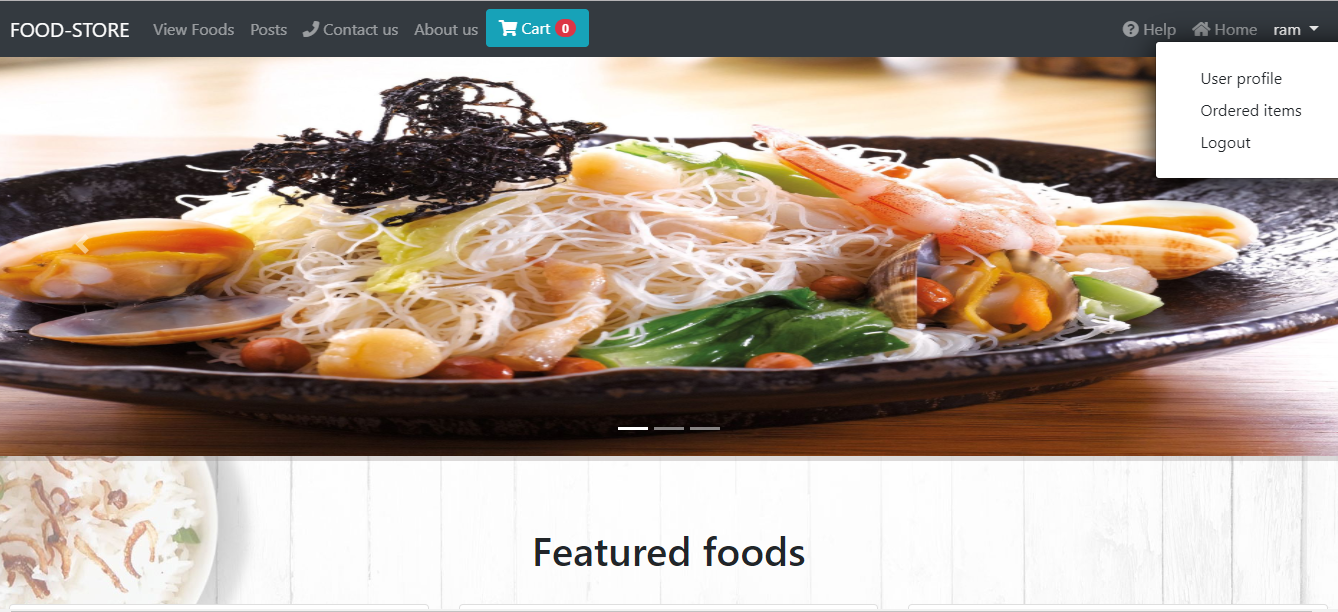 FOOD-STORE View Foods Posts Contact us About us Cart 0 Help Home ram
User profile
Ordered items
Logout
Featured foods